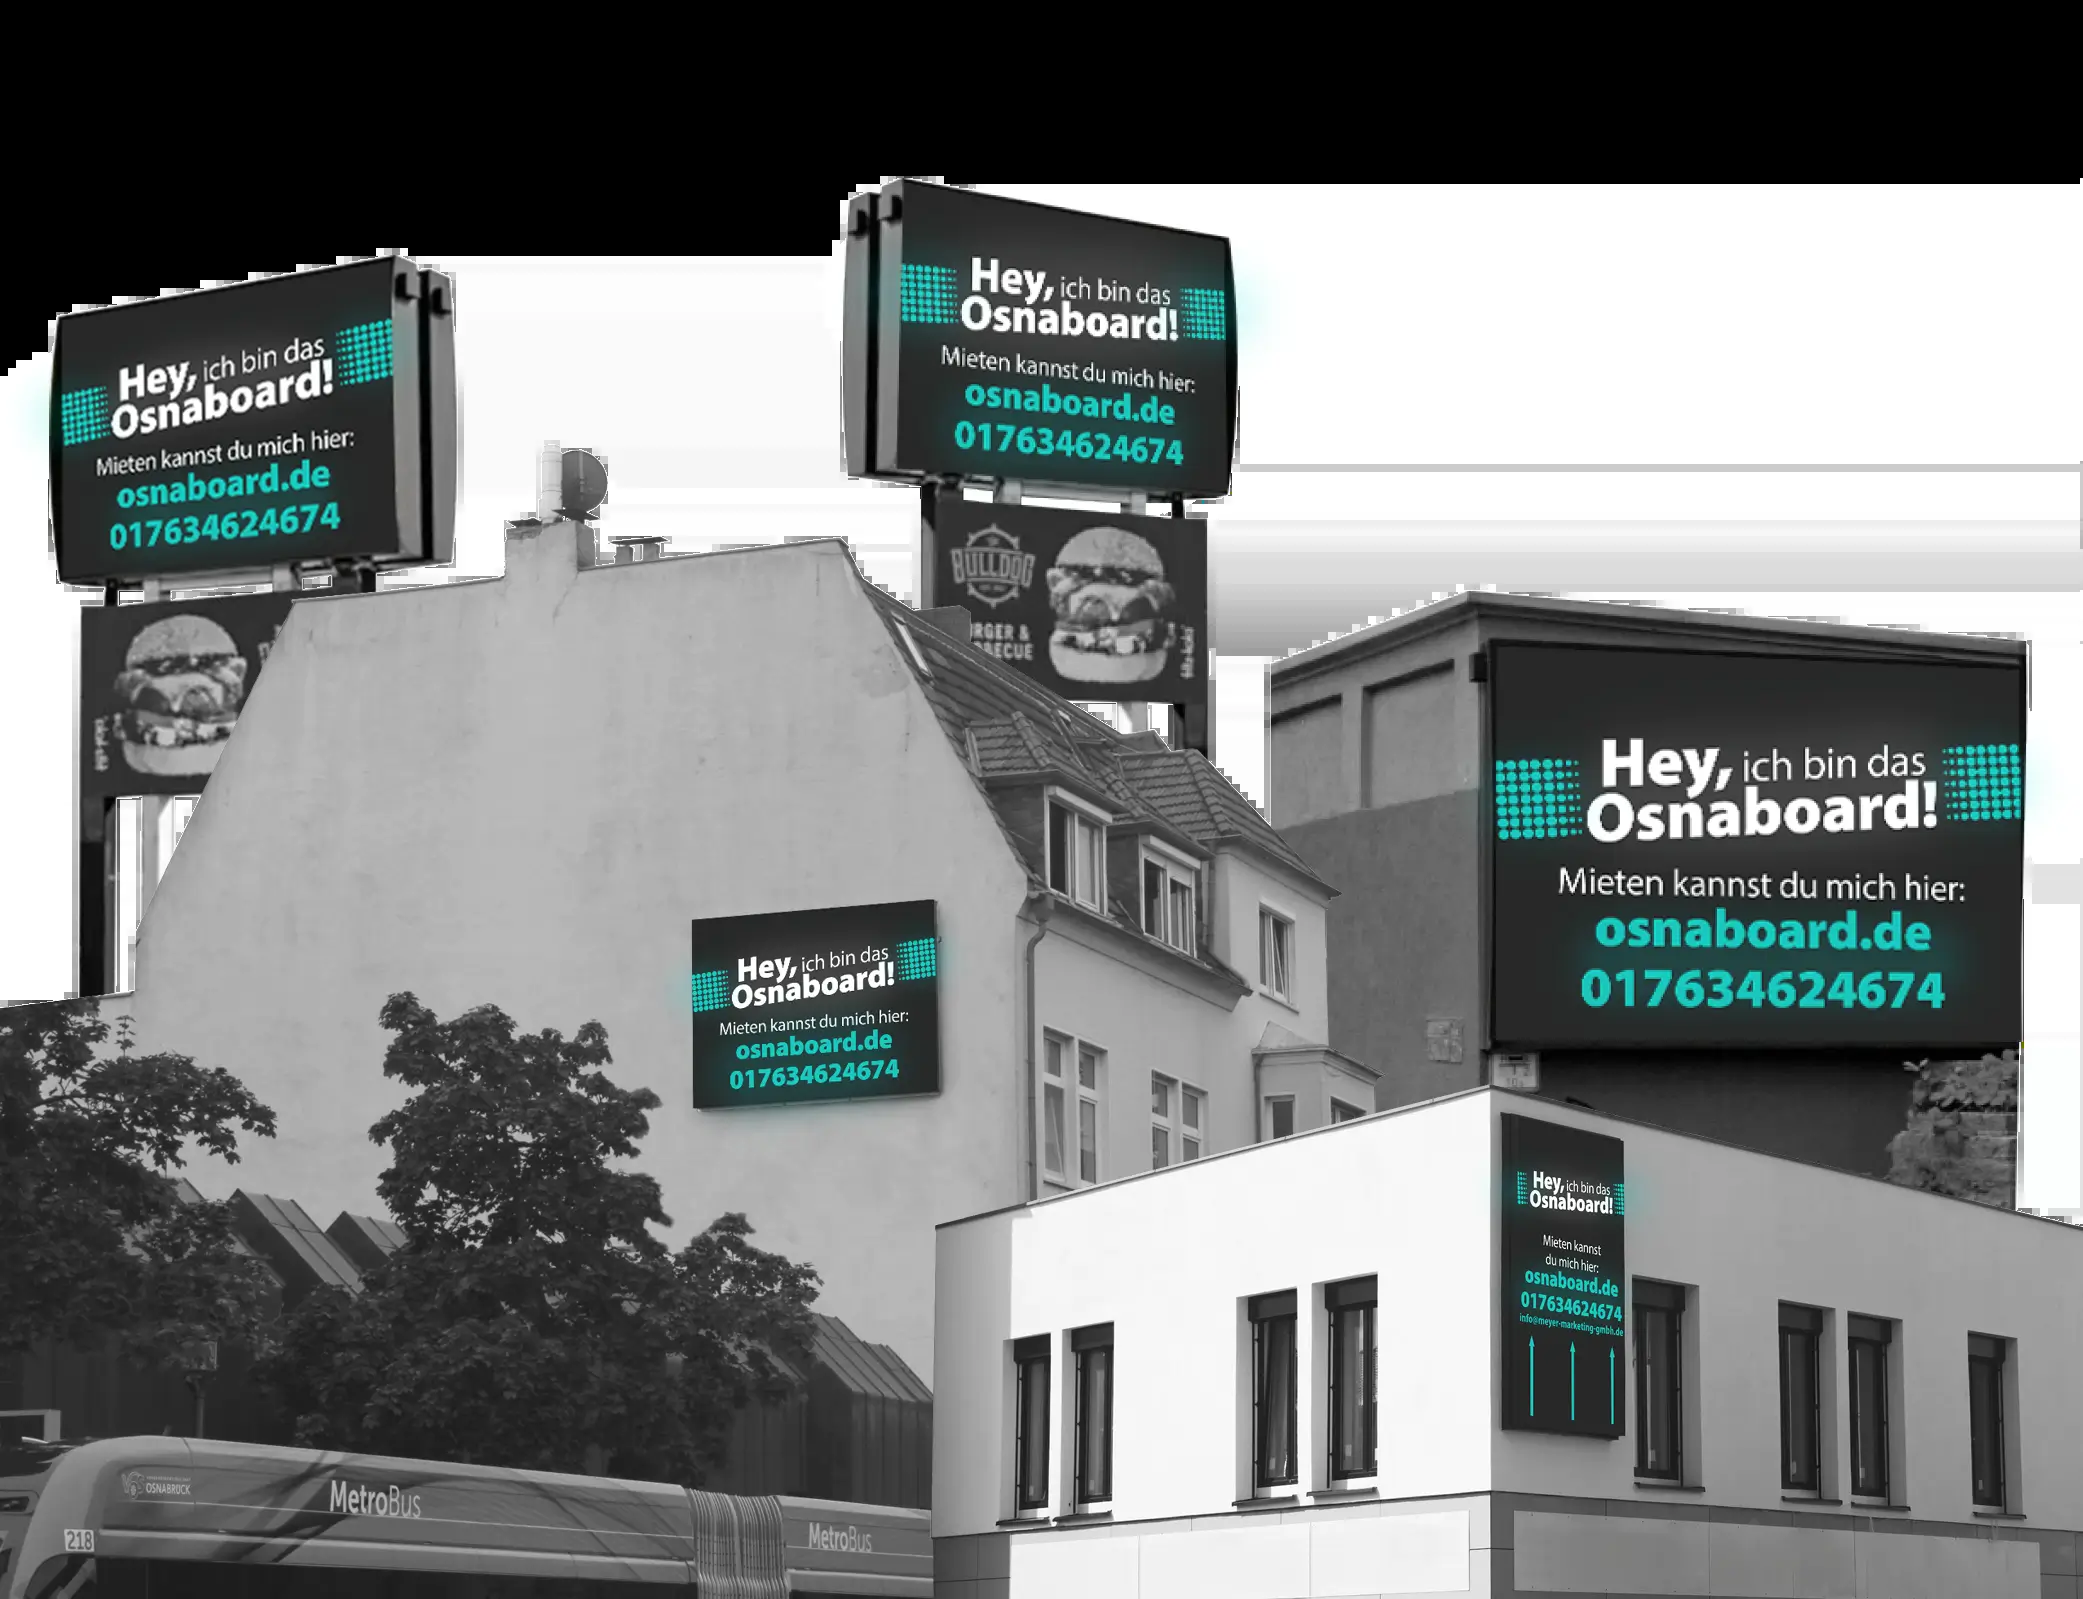 Hey, ich bin das
Osnaboard!
Mieten kannst du mich hier:
osnaboard.de
017634624674
Hey, ich bin das
Osnaboard!
Mieten kannst du mich hier:
osnaboard.de
017634624674
BULLDOG
RGER &
BECUE
Hey, ich bin das
Osnaboard!
Mieten kannst du mich hier:
osnaboard.de
017634624674
Hey, ich bin das
Osnaboard!
Mieten kannst du mich hier:
osnaboard.de
017634624674
Hey, ich bin das
Osnaboard!
Mieten kannst
du mich hier:
osnaboard.de
017634624674
info@meyer-marketing-gmbh.de
OSNABRÜCK
MetroBus
218
MetroBus